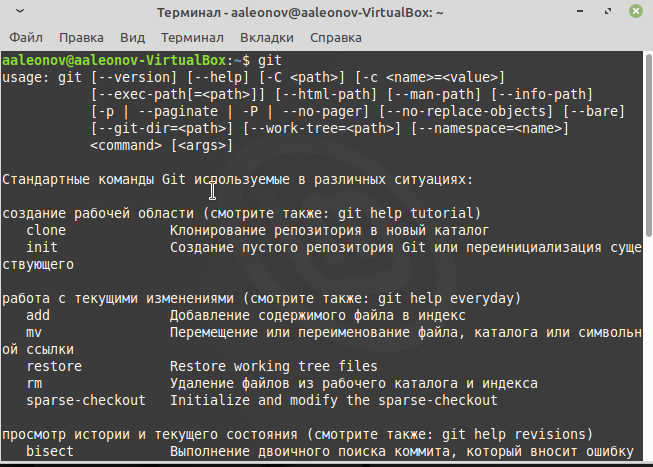 Терминал - aaleonov@aaleonov-VirtualBox: ~
Файл Правка Вид Терминал Вкладки Справка
aaleonov@aaleonov-VirtualBox:~$ git
usage: git [--version] [--help] [-C <path>] [-c <name>=<value>]
[--exec-path[=<path>]] [--html-path] [--man-path] [--info-path]
[-p | --paginate | -P | --no-pager] [--no-replace-objects] [--bare]
[--git-dir=<path>] [--work-tree=<path>] [--namespace=<name>]
<command> [<args>]
Стандартные команды Git используемые в различных ситуациях:
создание рабочей области (смотрите также: git help tutorial)
clone Клонирование репозитория в новый каталог
init Создание пустого репозитория Git или переинициализация суще
ствующего
работа с текущими изменениями (смотрите также: git help everyday)
add Добавление содержимого файла в индекс
mv Перемещение или переименование файла, каталога или символьн
ой ссылки
restore Restore working tree files
rm Удаление файлов из рабочего каталога и индекса
sparse-checkout Initialize and modify the sparse-checkout
просмотр истории и текущего состояния (смотрите также: git help revisions)
bisect Выполнение двоичного поиска коммита, который вносит ошибку